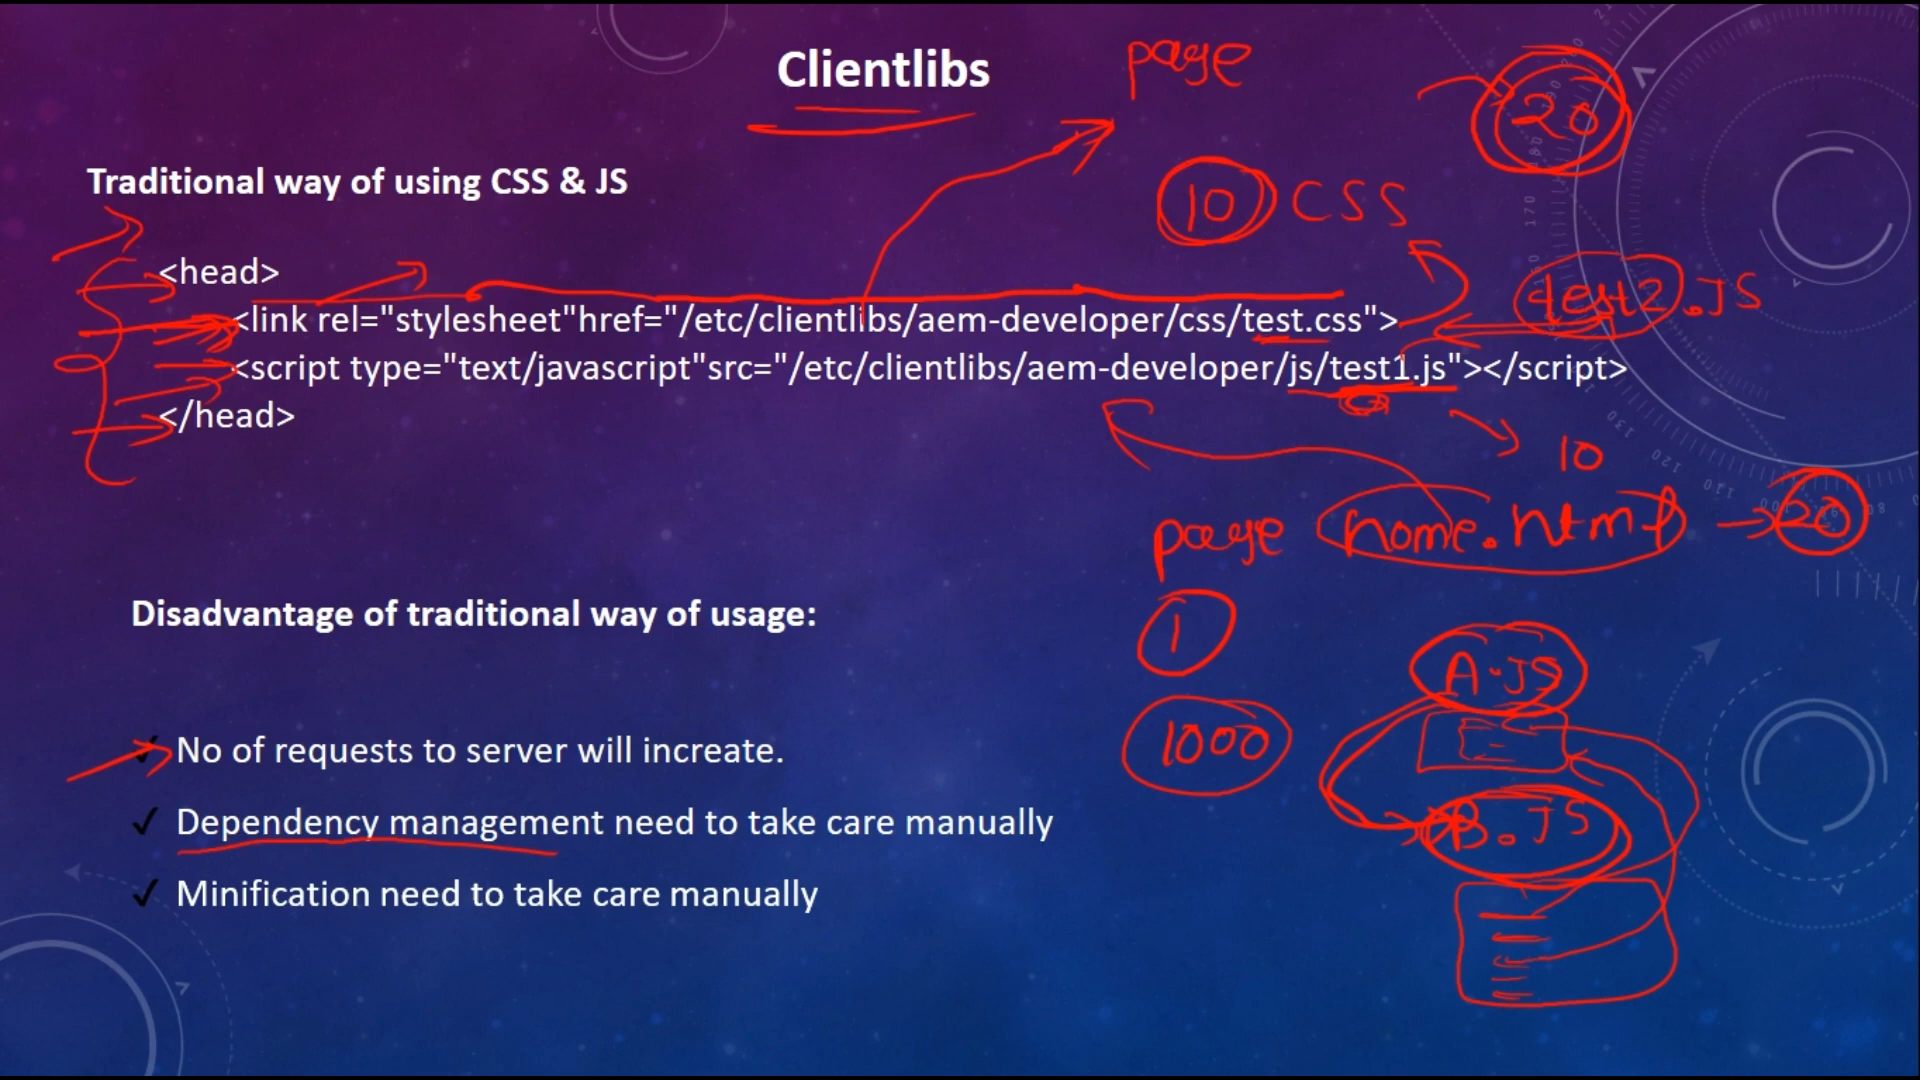 Clientlibs
page
20
Traditional way of using CSS & JS
10 CSS
<head>
test2.JS
<link rel="stylesheet"href="/etc/clientlibs/aem-developer/css/test.css">
<script type="text/javascript"src="/etc/clientlibs/aem-developer/js/test1.js"></script>
</head>
10
page home.html → 20
Disadvantage of traditional way of usage:
1
A.JS
✓ No of requests to server will increate.
1000
✓ Dependency management need to take care manually
B.JS
✓ Minification need to take care manually